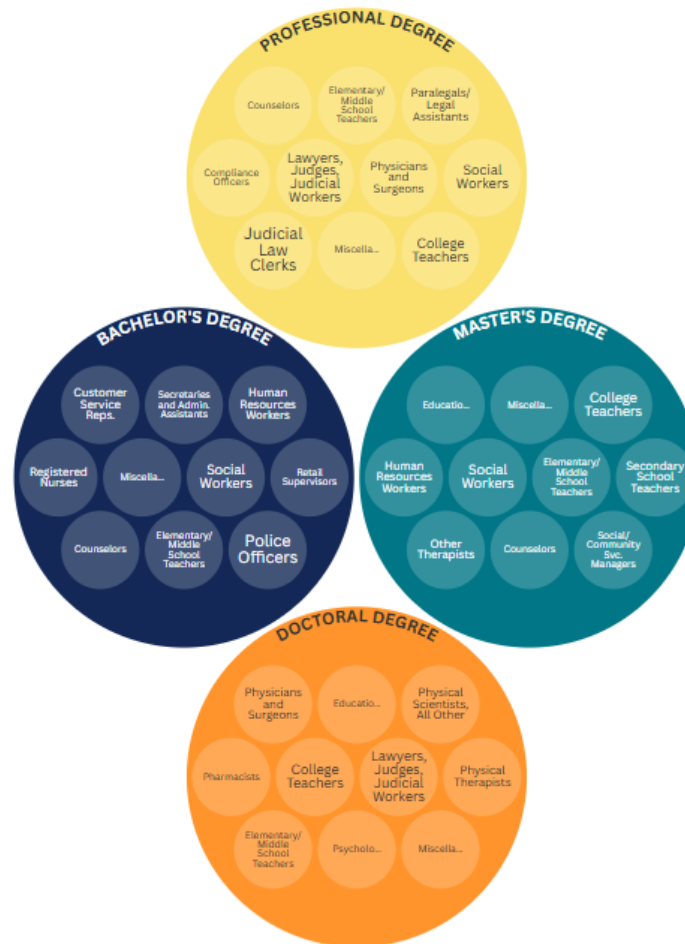 PROFESSIONAL DEGREE
Counselors
Elementary/
Middle
School
Teachers
Paralegals/
Legal
Assistants
Compliance
Officers
Lawyers,
Judges,
Judicial
Workers
Physicians
and
Surgeons
Social
Workers
Judicial
Law
Clerks
Miscella...
College
Teachers
BACHELOR'S DEGREE
Customer
Service
Reps.
Secretaries
and Admin.
Assistants
Human
Resources
Workers
Registered
Nurses
Miscella...
Social
Workers
Retail
Supervisors
Counselors
Elementary/
Middle
School
Teachers
Police
Officers
MASTER'S DEGREE
Educatio...
Miscella...
College
Teachers
Human
Resources
Workers
Social
Workers
Elementary/
Middle
School
Teachers
Secondary
School
Teachers
Other
Therapists
Counselors
Social/
Community
Svc.
Managers
DOCTORAL DEGREE
Physicians
and
Surgeons
Educatio...
Physical
Scientists,
All Other
Pharmacists
College
Teachers
Lawyers,
Judges,
Judicial
Workers
Physical
Therapists
Elementary/
Middle
School
Teachers
Psycholo...
Miscella...